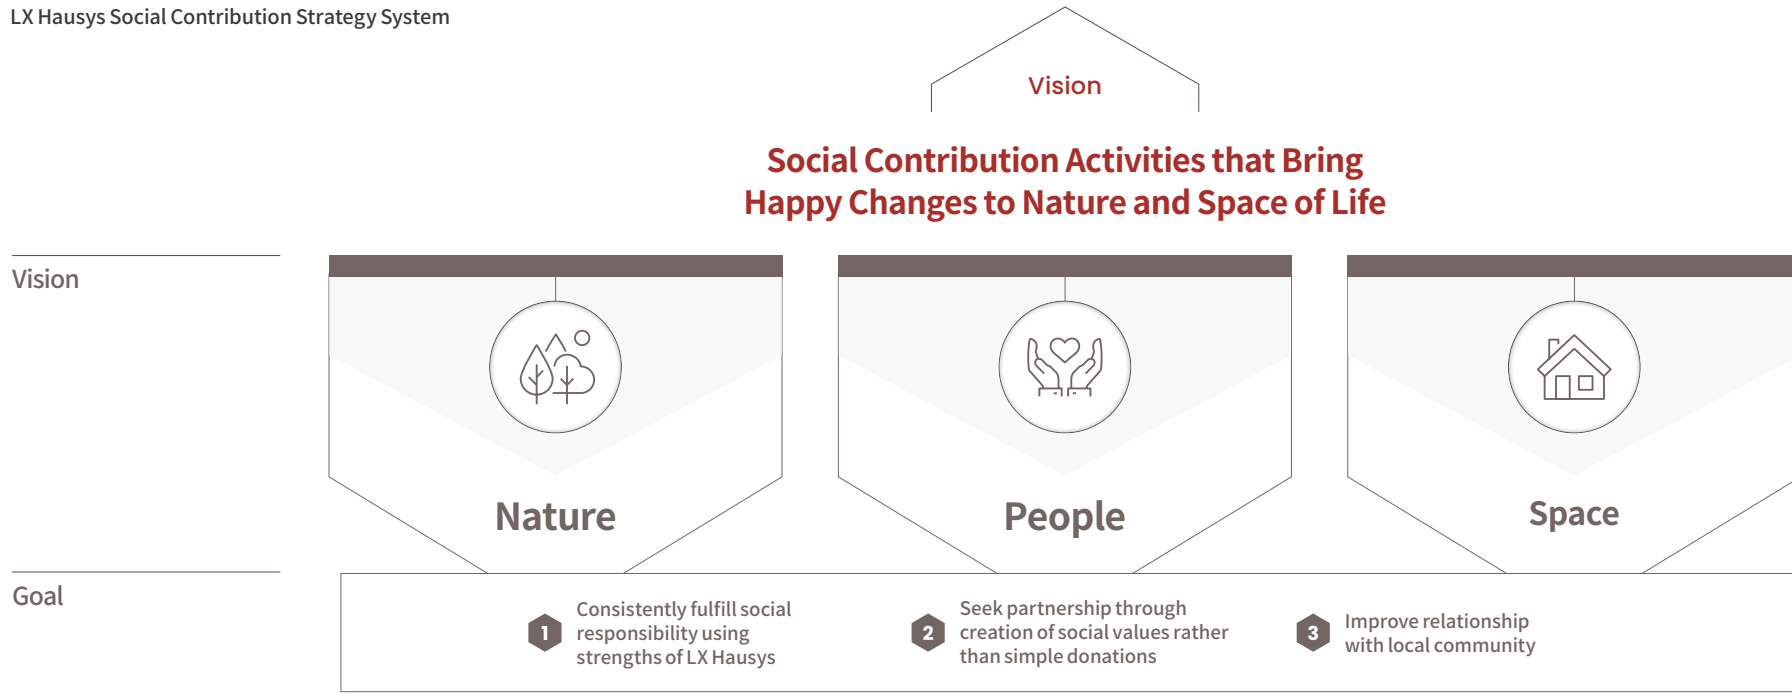 LX Hausys Social Contribution Strategy System
Vision
Social Contribution Activities that Bring
Happy Changes to Nature and Space of Life
Vision
Nature
People
Space
Goal
1
Consistently fulfill social
responsibility using
strengths of LX Hausys
2
Seek partnership through
creation of social values rather
than simple donations
3
Improve relationship
with local community